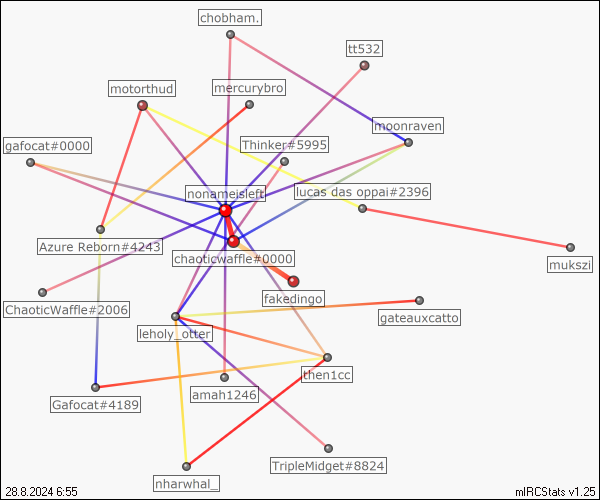 chobham.
tt532
motorthud
mercurybro
moonraven
gafocat#0000
Thinker#5995
nonameisleft
lucas das oppai#2396
Azure Reborn#4243
chaoticwaffle#0000
mukszi
fakedingo
ChaoticWaffle#2006
gateauxcatto
leholy_otter
then1cc
amah1246
Gafocat#4189
TripleMidget#8824
nharwhal_
28.8.2024 6:55
mIRCStats v1.25